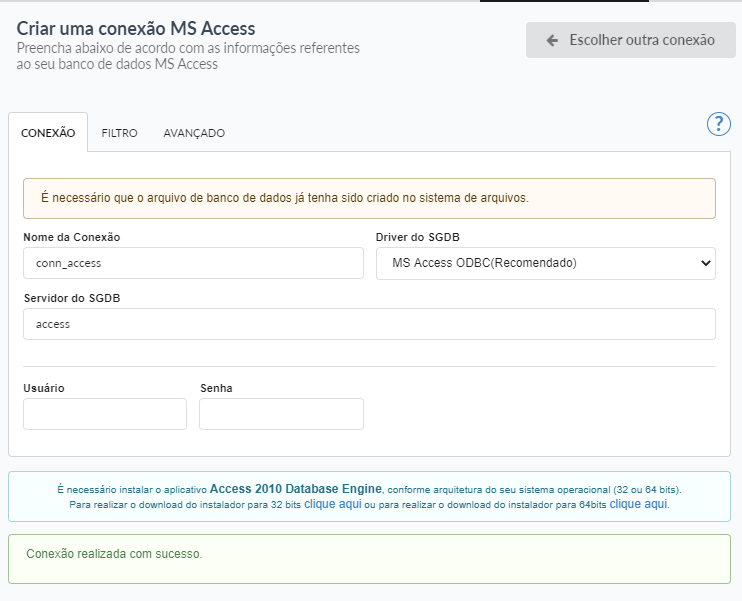 Criar uma conexão MS Access
Preencha abaixo de acordo com as informações referentes
ao seu banco de dados MS Access
Escolher outra conexão
CONEXÃO
FILTRO
AVANÇADO
?
É necessário que o arquivo de banco de dados já tenha sido criado no sistema de arquivos.
Nome da Conexão
Driver do SGDB
conn_access
MS Access ODBC(Recomendado)
Servidor do SGDB
access
Usuário
Senha
É necessário instalar o aplicativo Access 2010 Database Engine, conforme arquitetura do seu sistema operacional (32 ou 64 bits).
Para realizar o download do instalador para 32 bits clique aqui ou para realizar o download do instalador para 64bits clique aqui.
Conexão realizada com sucesso.